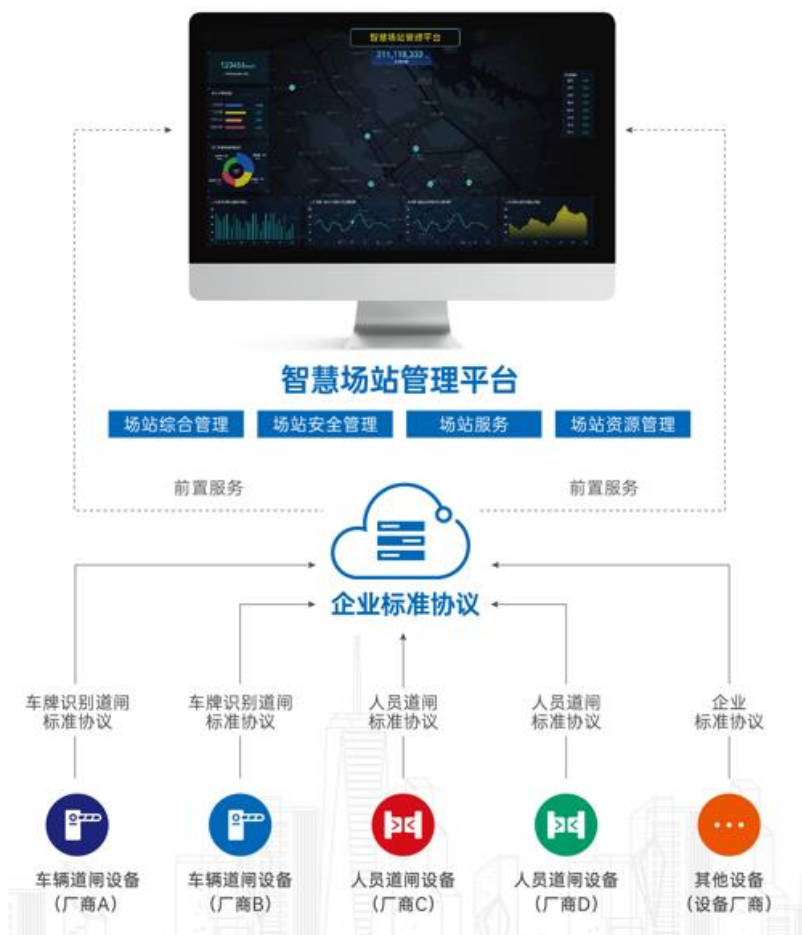 智慧场站管理平台
211,118,333
123456
智慧场站管理平台
场站综合管理 场站安全管理 场站服务 场站资源管理
前置服务 前置服务
企业标准协议
车牌识别道闸 车牌识别道闸 人员道闸 人员道闸 企业
标准协议 标准协议 标准协议 标准协议 标准协议
车辆道闸设备 车辆道闸设备 人员道闸设备 人员道闸设备 其他设备
(厂商A) (厂商B) (厂商C) (厂商D) (设备厂商)